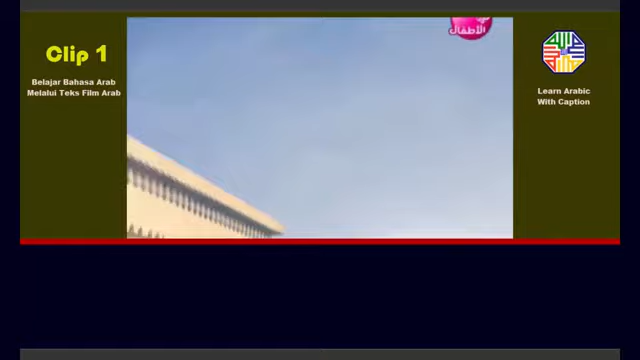 Clip 1
Belajar Bahasa Arab
Melalui Teks Film Arab
الأطفال
Learn Arabic
With Caption